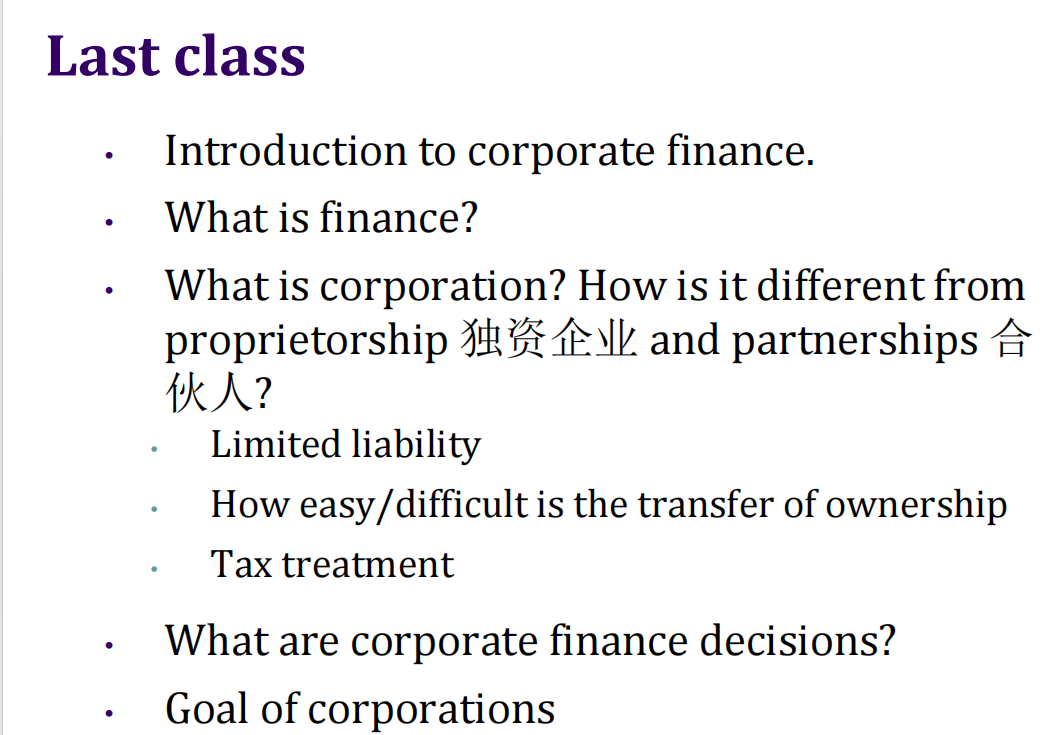 Last class
• Introduction to corporate finance.
• What is finance?
• What is corporation? How is it different from
proprietorship 独资企业 and partnerships 合
伙人?
• Limited liability
• How easy/difficult is the transfer of ownership
• Tax treatment
• What are corporate finance decisions?
• Goal of corporations